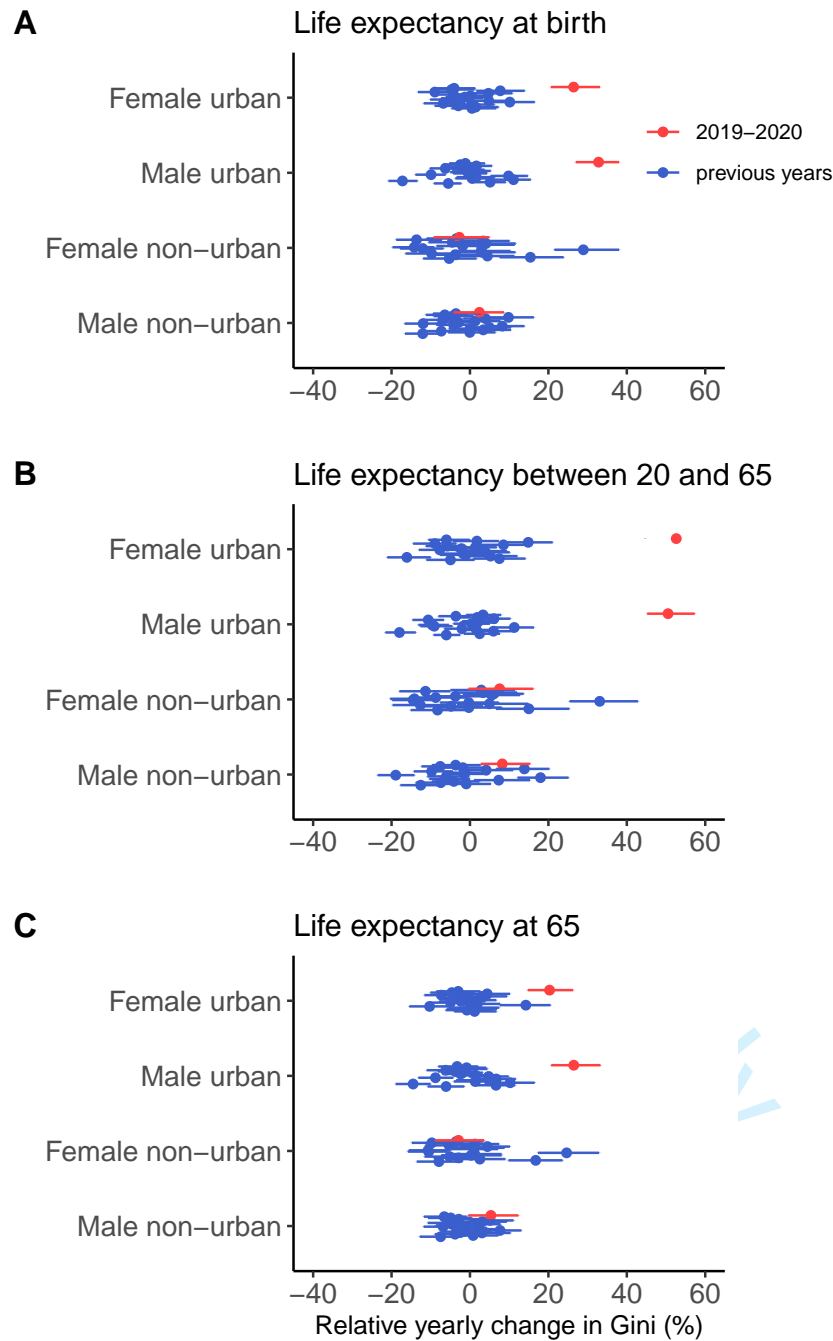 A Life expectancy at birth
Female urban
Male urban
Female non−urban
Male non−urban
2019−2020
previous years
−40 −20 0 20 40 60
B Life expectancy between 20 and 65
Female urban
Male urban
Female non−urban
Male non−urban
−40 −20 0 20 40 60
C Life expectancy at 65
Female urban
Male urban
Female non−urban
Male non−urban
−40 −20 0 20 40 60
Relative yearly change in Gini (%)